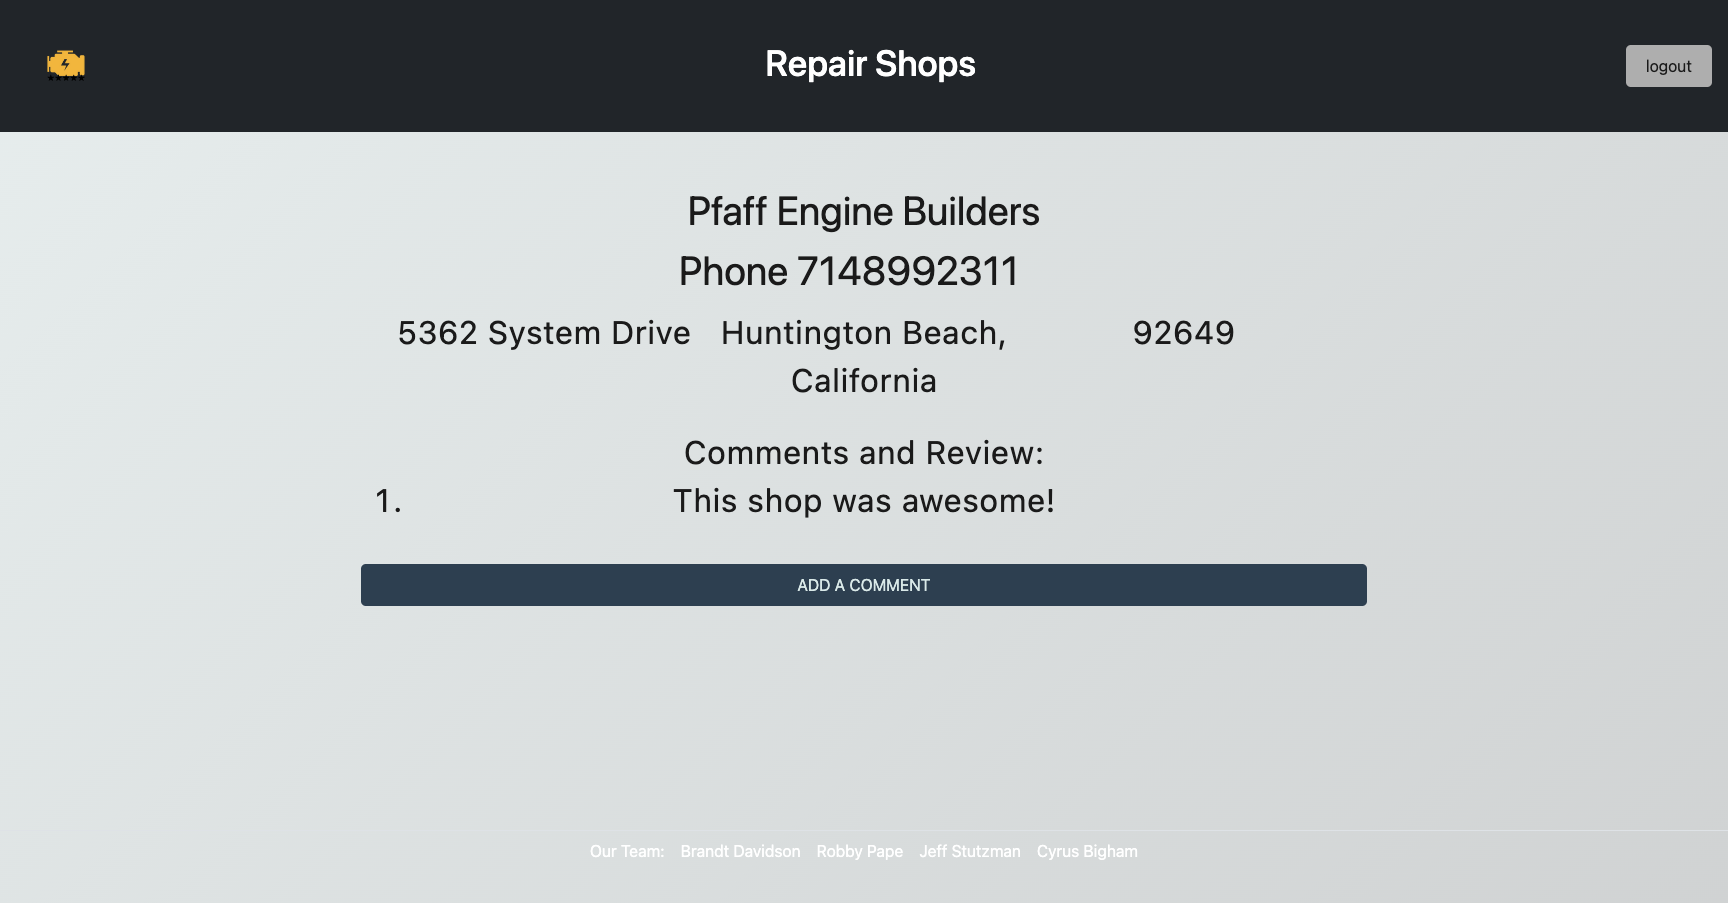 Repair Shops
logout
Pfaff Engine Builders
Phone 7148992311
5362 System Drive Huntington Beach, 92649
California
Comments and Review:
1. This shop was awesome!
ADD A COMMENT
Our Team: Brandt Davidson Robby Pape Jeff Stutzman Cyrus Bigham